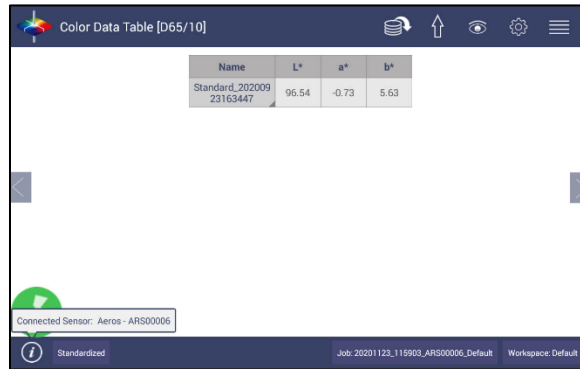 Color Data Table [D65/10]
Name L* a* b*
Standard_202009
23163447 96.54 -0.73 5.63
Connected Sensor: Aeros - ARS00006
i Standardized Job: 20201123_115903_ARS00006_Default Workspace: Default